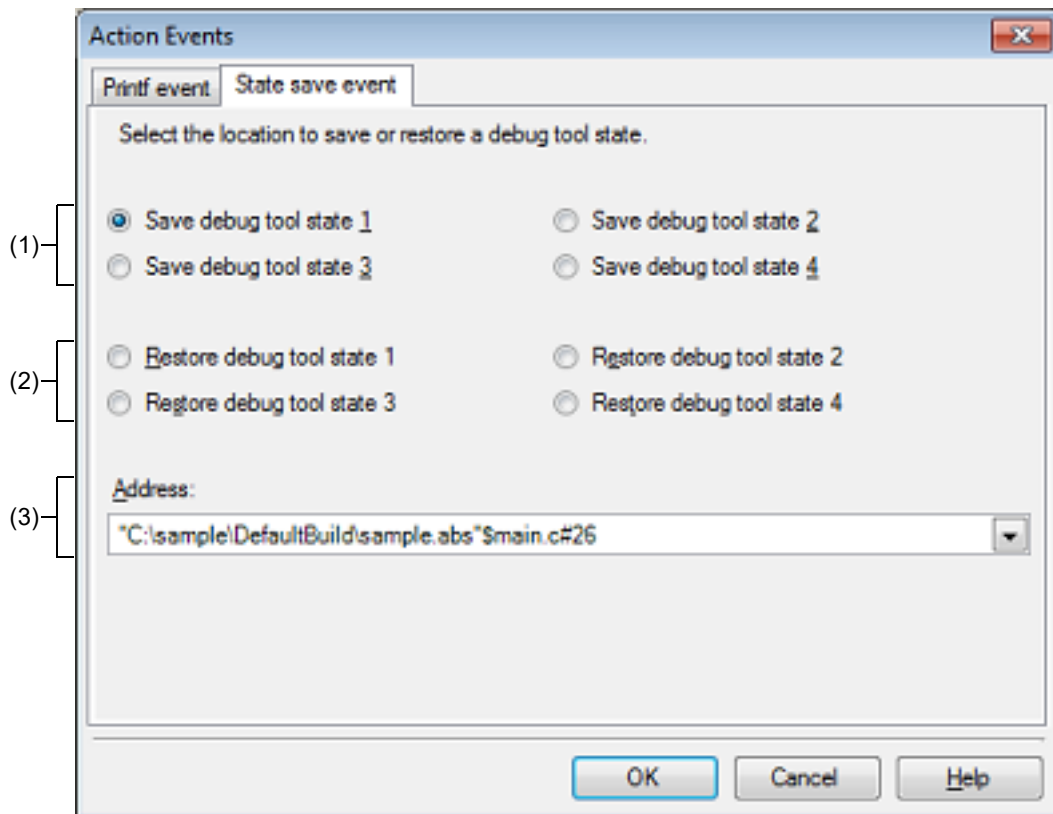 Action Events
Printf event State save event
Select the location to save or restore a debug tool state.
(1)
Save debug tool state 1 Save debug tool state 2
Save debug tool state 3 Save debug tool state 4
(2)
Restore debug tool state 1 Restore debug tool state 2
Restore debug tool state 3 Restore debug tool state 4
(3)
Address:
"C:\sample\DefaultBuild\sample.abs"$main.c#26
OK Cancel Help